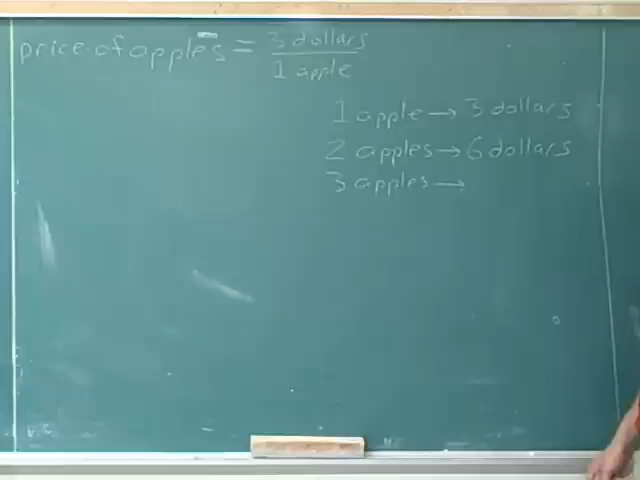 price of apples = 3 dollars / 1 apple
1 apple → 3 dollars
2 apples → 6 dollars
3 apples →